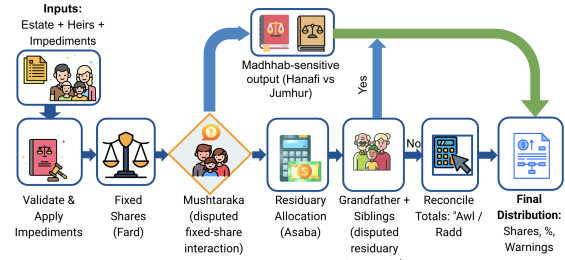 Inputs:
Estate + Heirs +
Impediments
Madhhab-sensitive
output (Hanafi vs
Jumhur)
Yes
No
Validate &
Apply
Impediments
Fixed
Shares
(Fard)
Mushtaraka
(disputed
fixed-share
interaction)
Residuary
Allocation
(Asaba)
Grandfather +
Siblings
(disputed
residuary
Reconcile
Totals: "Awl /
Radd
Final
Distribution:
Shares, %,
Warnings